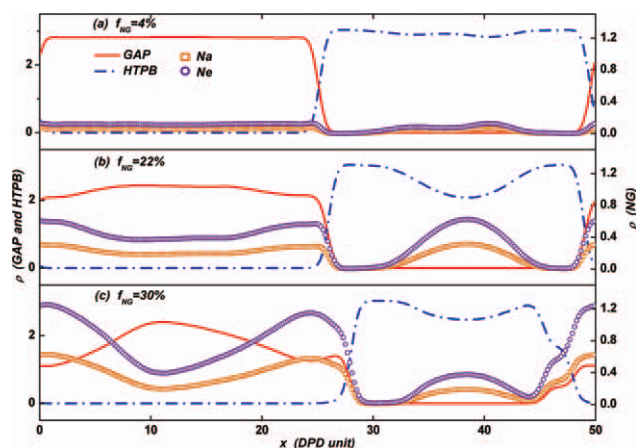 (a) f_NG=4%
GAP
HTPB
Na
Ne
2
0
1.2
0.8
0.4
0.0
(b) f_NG=22%
2
0
1.2
0.8
0.4
0.0
(c) f_NG=30%
2
0
1.2
0.8
0.4
0.0
ρ (GAP and HTPB)
ρ (NG)
0 10 20 30 40 50
x (DPD unit)